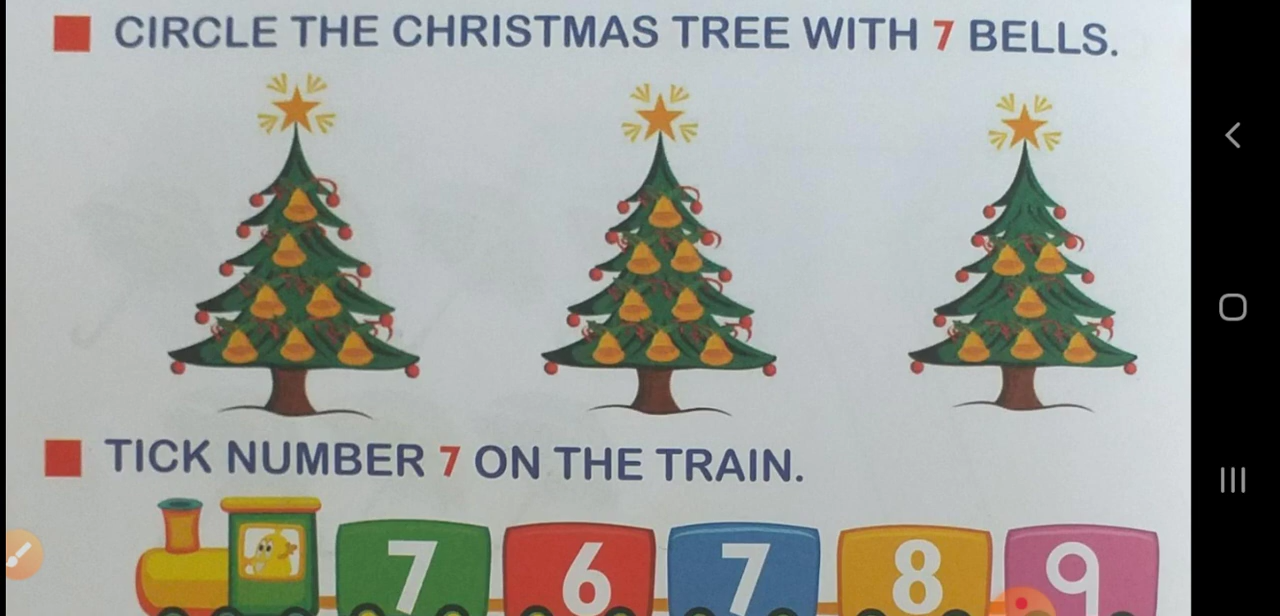 CIRCLE THE CHRISTMAS TREE WITH 7 BELLS.
TICK NUMBER 7 ON THE TRAIN.
7 6 7 8 9